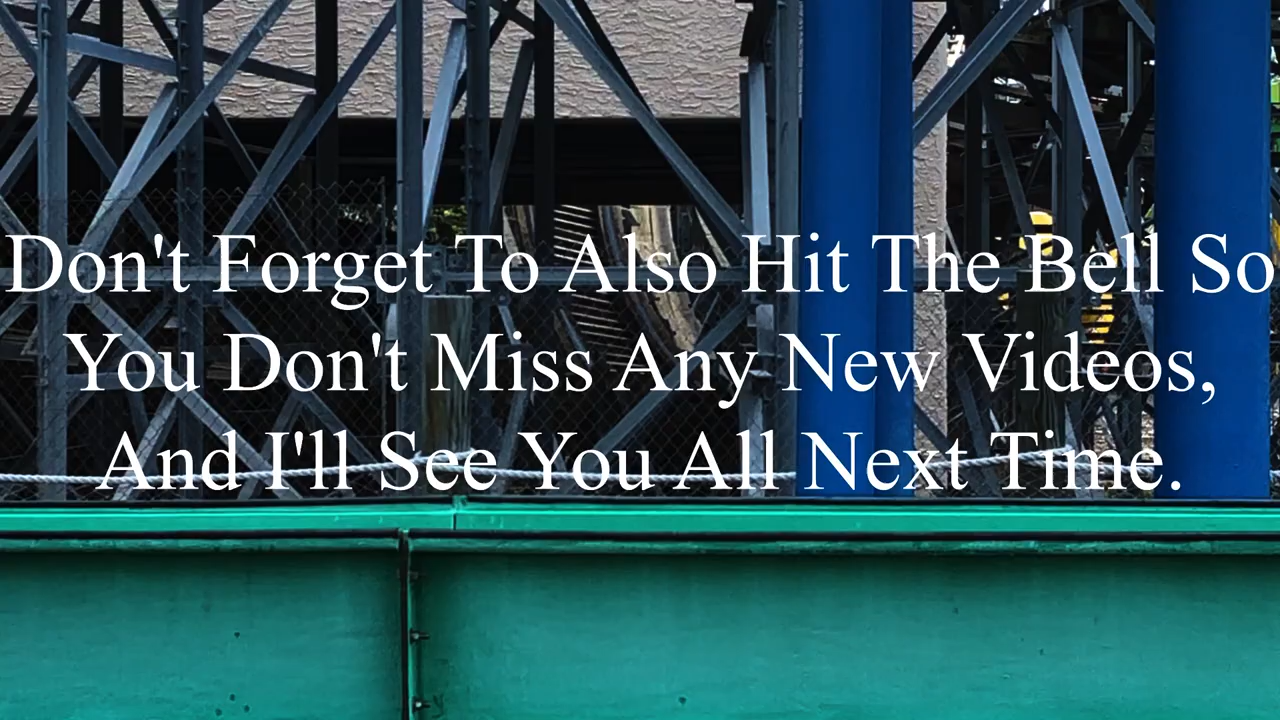 Don't Forget To Also Hit The Bell So
You Don't Miss Any New Videos,
And I'll See You All Next Time.